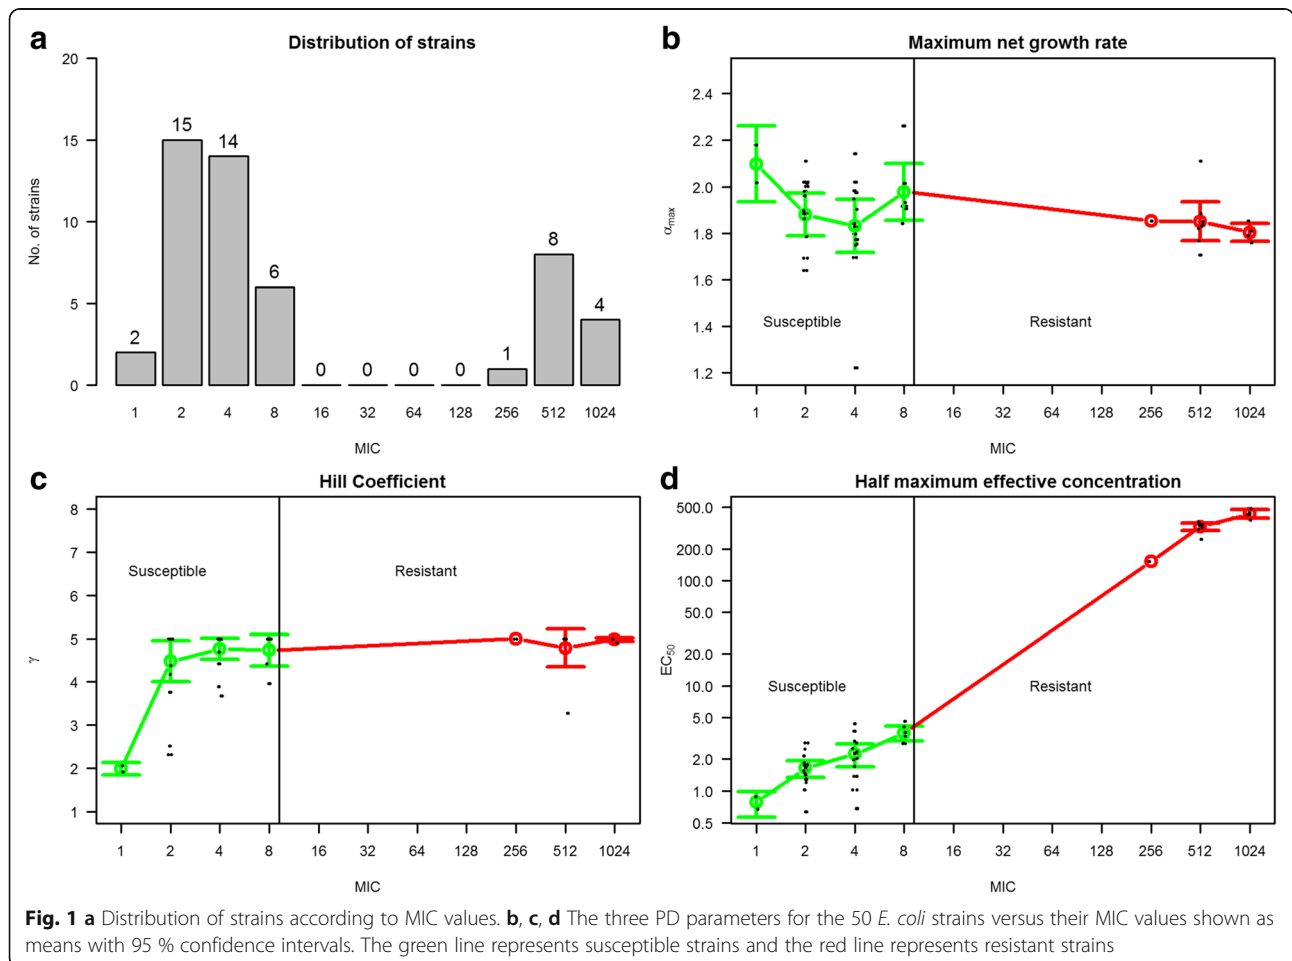 a
Distribution of strains
20
15
10
5
0
No. of strains
2
15
14
6
0
0
0
0
1
8
4
1 2 4 8 16 32 64 128 256 512 1024
MIC
b
Maximum net growth rate
2.4
2.2
2.0
1.8
1.6
1.4
1.2
αmax
Susceptible
Resistant
1 2 4 8 16 32 64 128 256 512 1024
MIC
c
Hill Coefficient
8
7
6
5
4
3
2
1
γ
Susceptible
Resistant
1 2 4 8 16 32 64 128 256 512 1024
MIC
d
Half maximum effective concentration
500.0
200.0
100.0
50.0
20.0
10.0
5.0
2.0
1.0
0.5
EC50
Susceptible
Resistant
1 2 4 8 16 32 64 128 256 512 1024
MIC
Fig. 1 a Distribution of strains according to MIC values. b, c, d The three PD parameters for the 50 E. coli strains versus their MIC values shown as
means with 95 % confidence intervals. The green line represents susceptible strains and the red line represents resistant strains